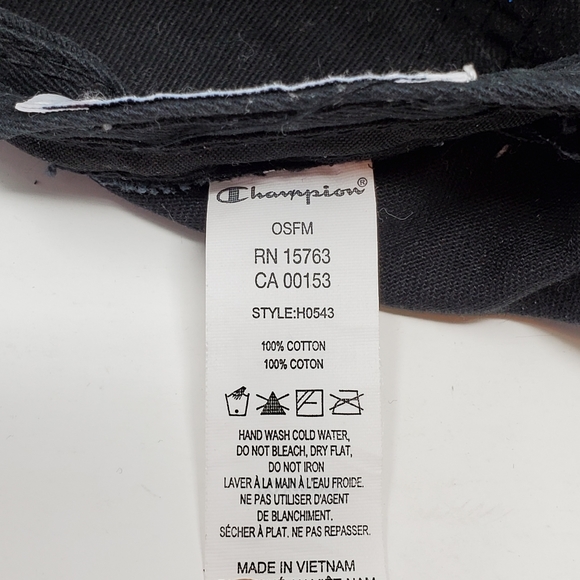 Champion®
OSFM
RN 15763
CA 00153
STYLE:H0543
100% COTTON
100% COTON
HAND WASH COLD WATER,
DO NOT BLEACH, DRY FLAT,
DO NOT IRON
LAVER À LA MAIN À L'EAU FROIDE.
NE PAS UTILISER D'AGENT
DE BLANCHIMENT.
SÉCHER À PLAT. NE PAS REPASSER.
MADE IN VIETNAM